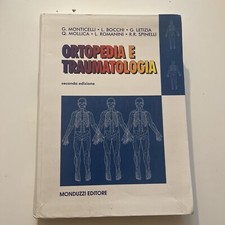 G. MONTICELLI • L. BOCCHI • G. LETIZIA
Q. MOLLICA • L. ROMANINI • R.R. SPINELLI
ORTOPEDIA E
TRAUMATOLOGIA
seconda edizione
MONDUZZI EDITORE